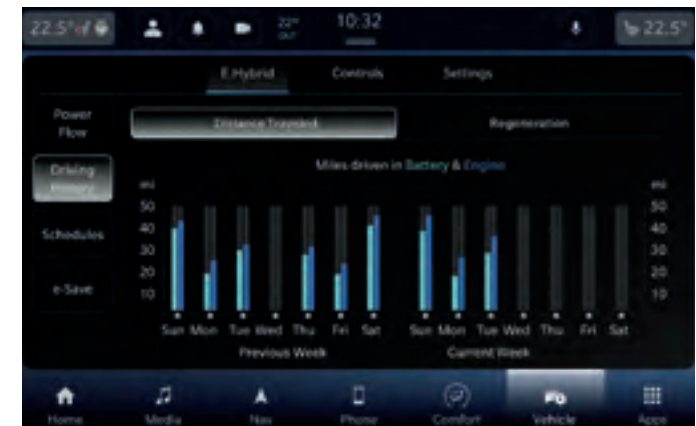 22.5°
22°
OUT
10:32
22.5°
E.Hybrid Controls Settings
Power
Flow
Distance Traveled Regeneration
Driving
History
Miles driven in Battery & Engine
mi mi
50 50
40 40
30 30
20 20
10 10
Schedules
e-Save
Sun Mon Tue Wed Thu Fri Sat Sun Mon Tue Wed Thu Fri Sat
Previous Week Current Week
Home Media Nav Phone Comfort Vehicle Apps